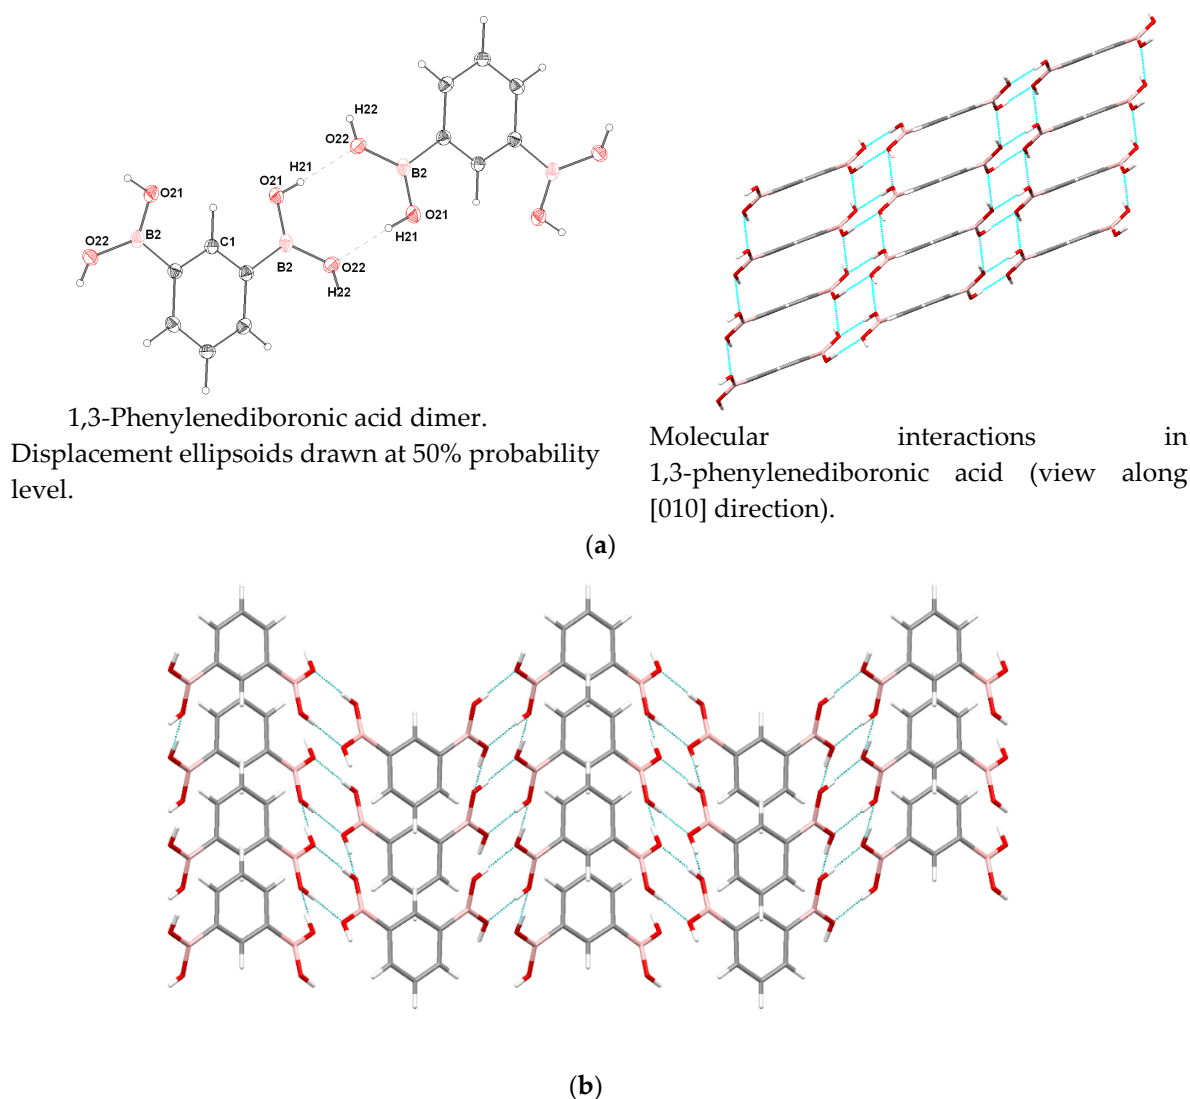 H22
O22
H21
B2
O21
O21
O21
H21
B2
C1
O22
B2
O22
H22
1,3-Phenylenediboronic acid dimer.
Displacement ellipsoids drawn at 50% probability
level.
Molecular interactions in
1,3-phenylenediboronic acid (view along
[010] direction).
(a)
(b)